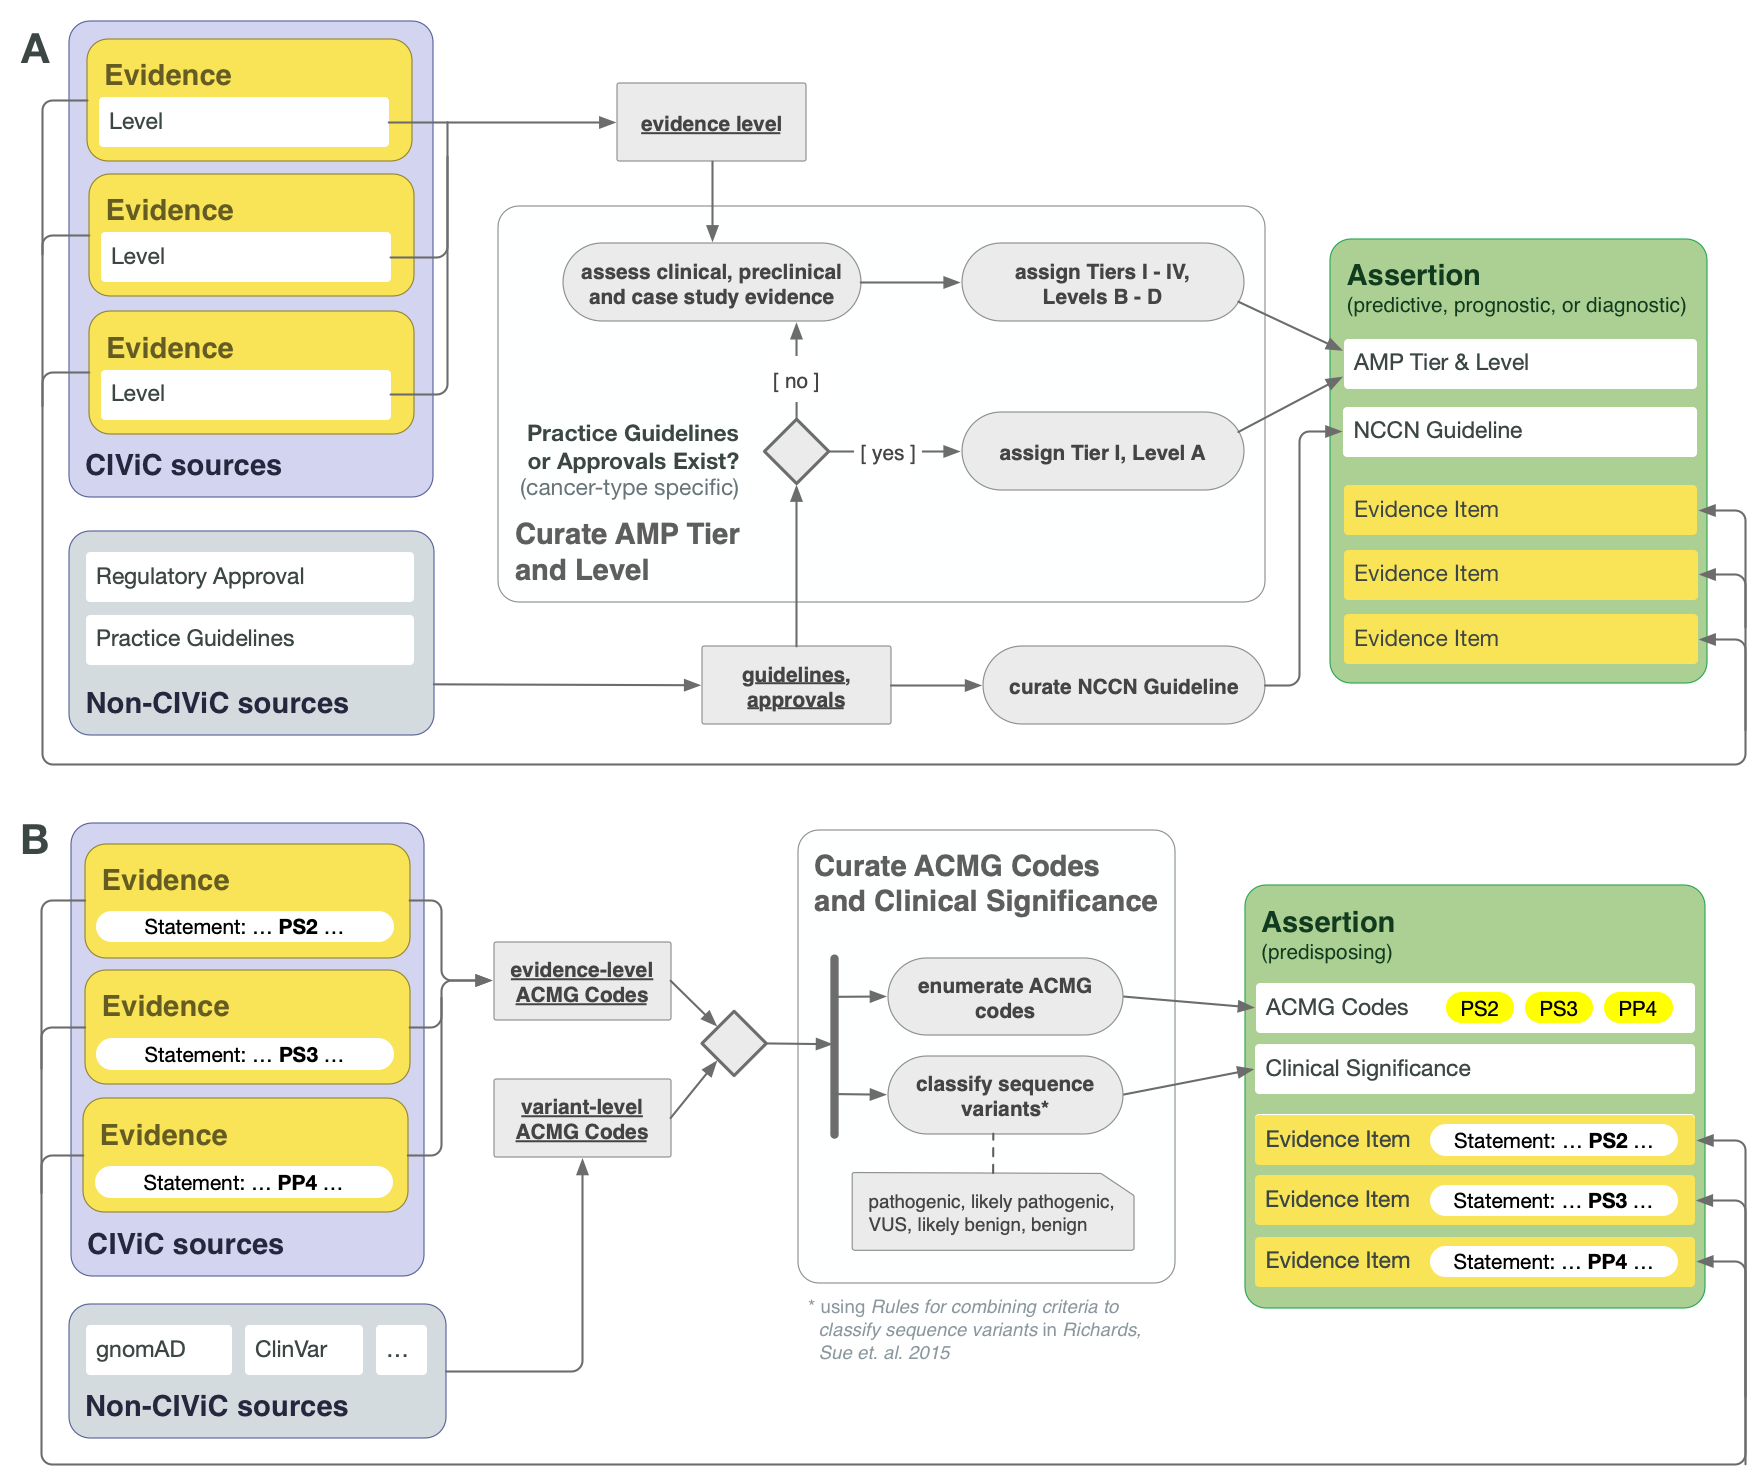 A
Evidence
Level
Evidence
Level
Evidence
Level
CIViC sources
Regulatory Approval
Practice Guidelines
Non-CIViC sources
evidence level
assess clinical, preclinical
and case study evidence
assign Tiers I - IV,
Levels B - D
[ no ]
Practice Guidelines
or Approvals Exist?
(cancer-type specific)
[ yes ]
assign Tier I, Level A
Curate AMP Tier
and Level
guidelines,
approvals
curate NCCN Guideline
Assertion
(predictive, prognostic, or diagnostic)
AMP Tier & Level
NCCN Guideline
Evidence Item
Evidence Item
Evidence Item
B
Evidence
Statement: ... PS2 ...
Evidence
Statement: ... PS3 ...
Evidence
Statement: ... PP4 ...
CIViC sources
gnomAD
ClinVar
...
Non-CIViC sources
evidence-level
ACMG Codes
variant-level
ACMG Codes
Curate ACMG Codes
and Clinical Significance
enumerate ACMG
codes
classify sequence
variants*
pathogenic, likely pathogenic,
VUS, likely benign, benign
* using Rules for combining criteria to
classify sequence variants in Richards,
Sue et. al. 2015
Assertion
(predisposing)
ACMG Codes PS2 PS3 PP4
Clinical Significance
Evidence Item Statement: ... PS2 ...
Evidence Item Statement: ... PS3 ...
Evidence Item Statement: ... PP4 ...